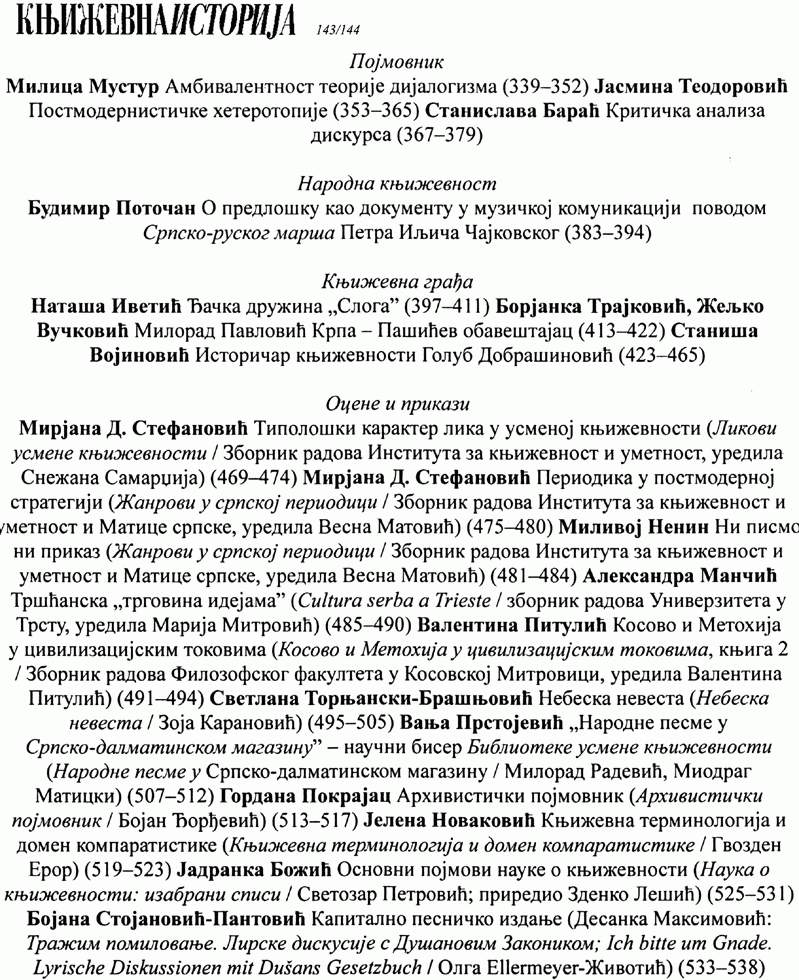 КЊИЖЕВНАИСТОРИЈА 143/144
Појмовник
Милица Мустур Амбивалентност теорије дијалогизма (339–352) Јасмина Теодоровић
Постмодернистичке хетеротопије (353–365) Станислава Бараћ Критичка анализа
дискурса (367–379)
Народна књижевност
Будимир Поточан О предлошку као документу у музичкој комуникацији поводом
Српско-руског марша Петра Иљича Чајковског (383–394)
Књижевна грађа
Наташа Иветић Ђачка дружина „Слога” (397–411) Борјанка Трајковић, Жељко
Вучковић Милорад Павловић Крпа – Пашићев обавештајац (413–422) Станиша
Војиновић Историчар књижевности Голуб Добрашиновић (423–465)
Оцене и прикази
Мирјана Д. Стефановић Типолошки карактер лика у усменој књижевности (Ликови
усмене књижевности / Зборник радова Института за књижевност и уметност, уредила
Снежана Самарџија) (469–474) Мирјана Д. Стефановић Периодика у постмодерној
стратегији (Жанрови у српској периодици / Зборник радова Института за књижевност и
уметност и Матице српске, уредила Весна Матовић) (475–480) Миливој Ненин Ни писмо
ни приказ (Жанрови у српској периодици / Зборник радова Института за књижевност и
уметност и Матице српске, уредила Весна Матовић) (481–484) Александра Манчић
Тршћанска „трговина идејама” (Cultura serba a Trieste / зборник радова Универзитета у
Трсту, уредила Марија Митровић) (485–490) Валентина Питулић Косово и Метохија
у цивилизацијским токовима (Косово и Метохија у цивилизацијским токовима, књига 2
/ Зборник радова Филозофског факултета у Косовској Митровици, уредила Валентина
Питулић) (491–494) Светлана Торњански-Брашњовић Небеска невеста (Небеска
невеста / Зоја Карановић) (495–505) Вања Прстојевић „Народне песме у
Српско-далматинском магазину” – научни бисер Библиотеке усмене књижевности
(Народне песме у Српско-далматинском магазину / Милорад Радевић, Миодраг
Матицки) (507–512) Гордана Покрајац Архивистички појмовник (Архивистички
појмовник / Бојан Ђорђевић) (513–517) Јелена Новаковић Књижевна терминологија и
домен компаратистике (Књижевна терминологија и домен компаратистике / Гвозден
Ерор) (519–523) Јадранка Божић Основни појмови науке о књижевности (Наука о
књижевности: изабрани списи / Светозар Петровић; приредио Зденко Лешић) (525–531)
Бојана Стојановић-Пантовић Капитално песничко издање (Десанка Максимовић:
Тражим помиловање. Лирске дискусије с Душановим Закоником; Ich bitte um Gnade.
Lyrische Diskussionen mit Dušans Gesetzbuch / Олга Ellermeyer-Животић) (533–538)